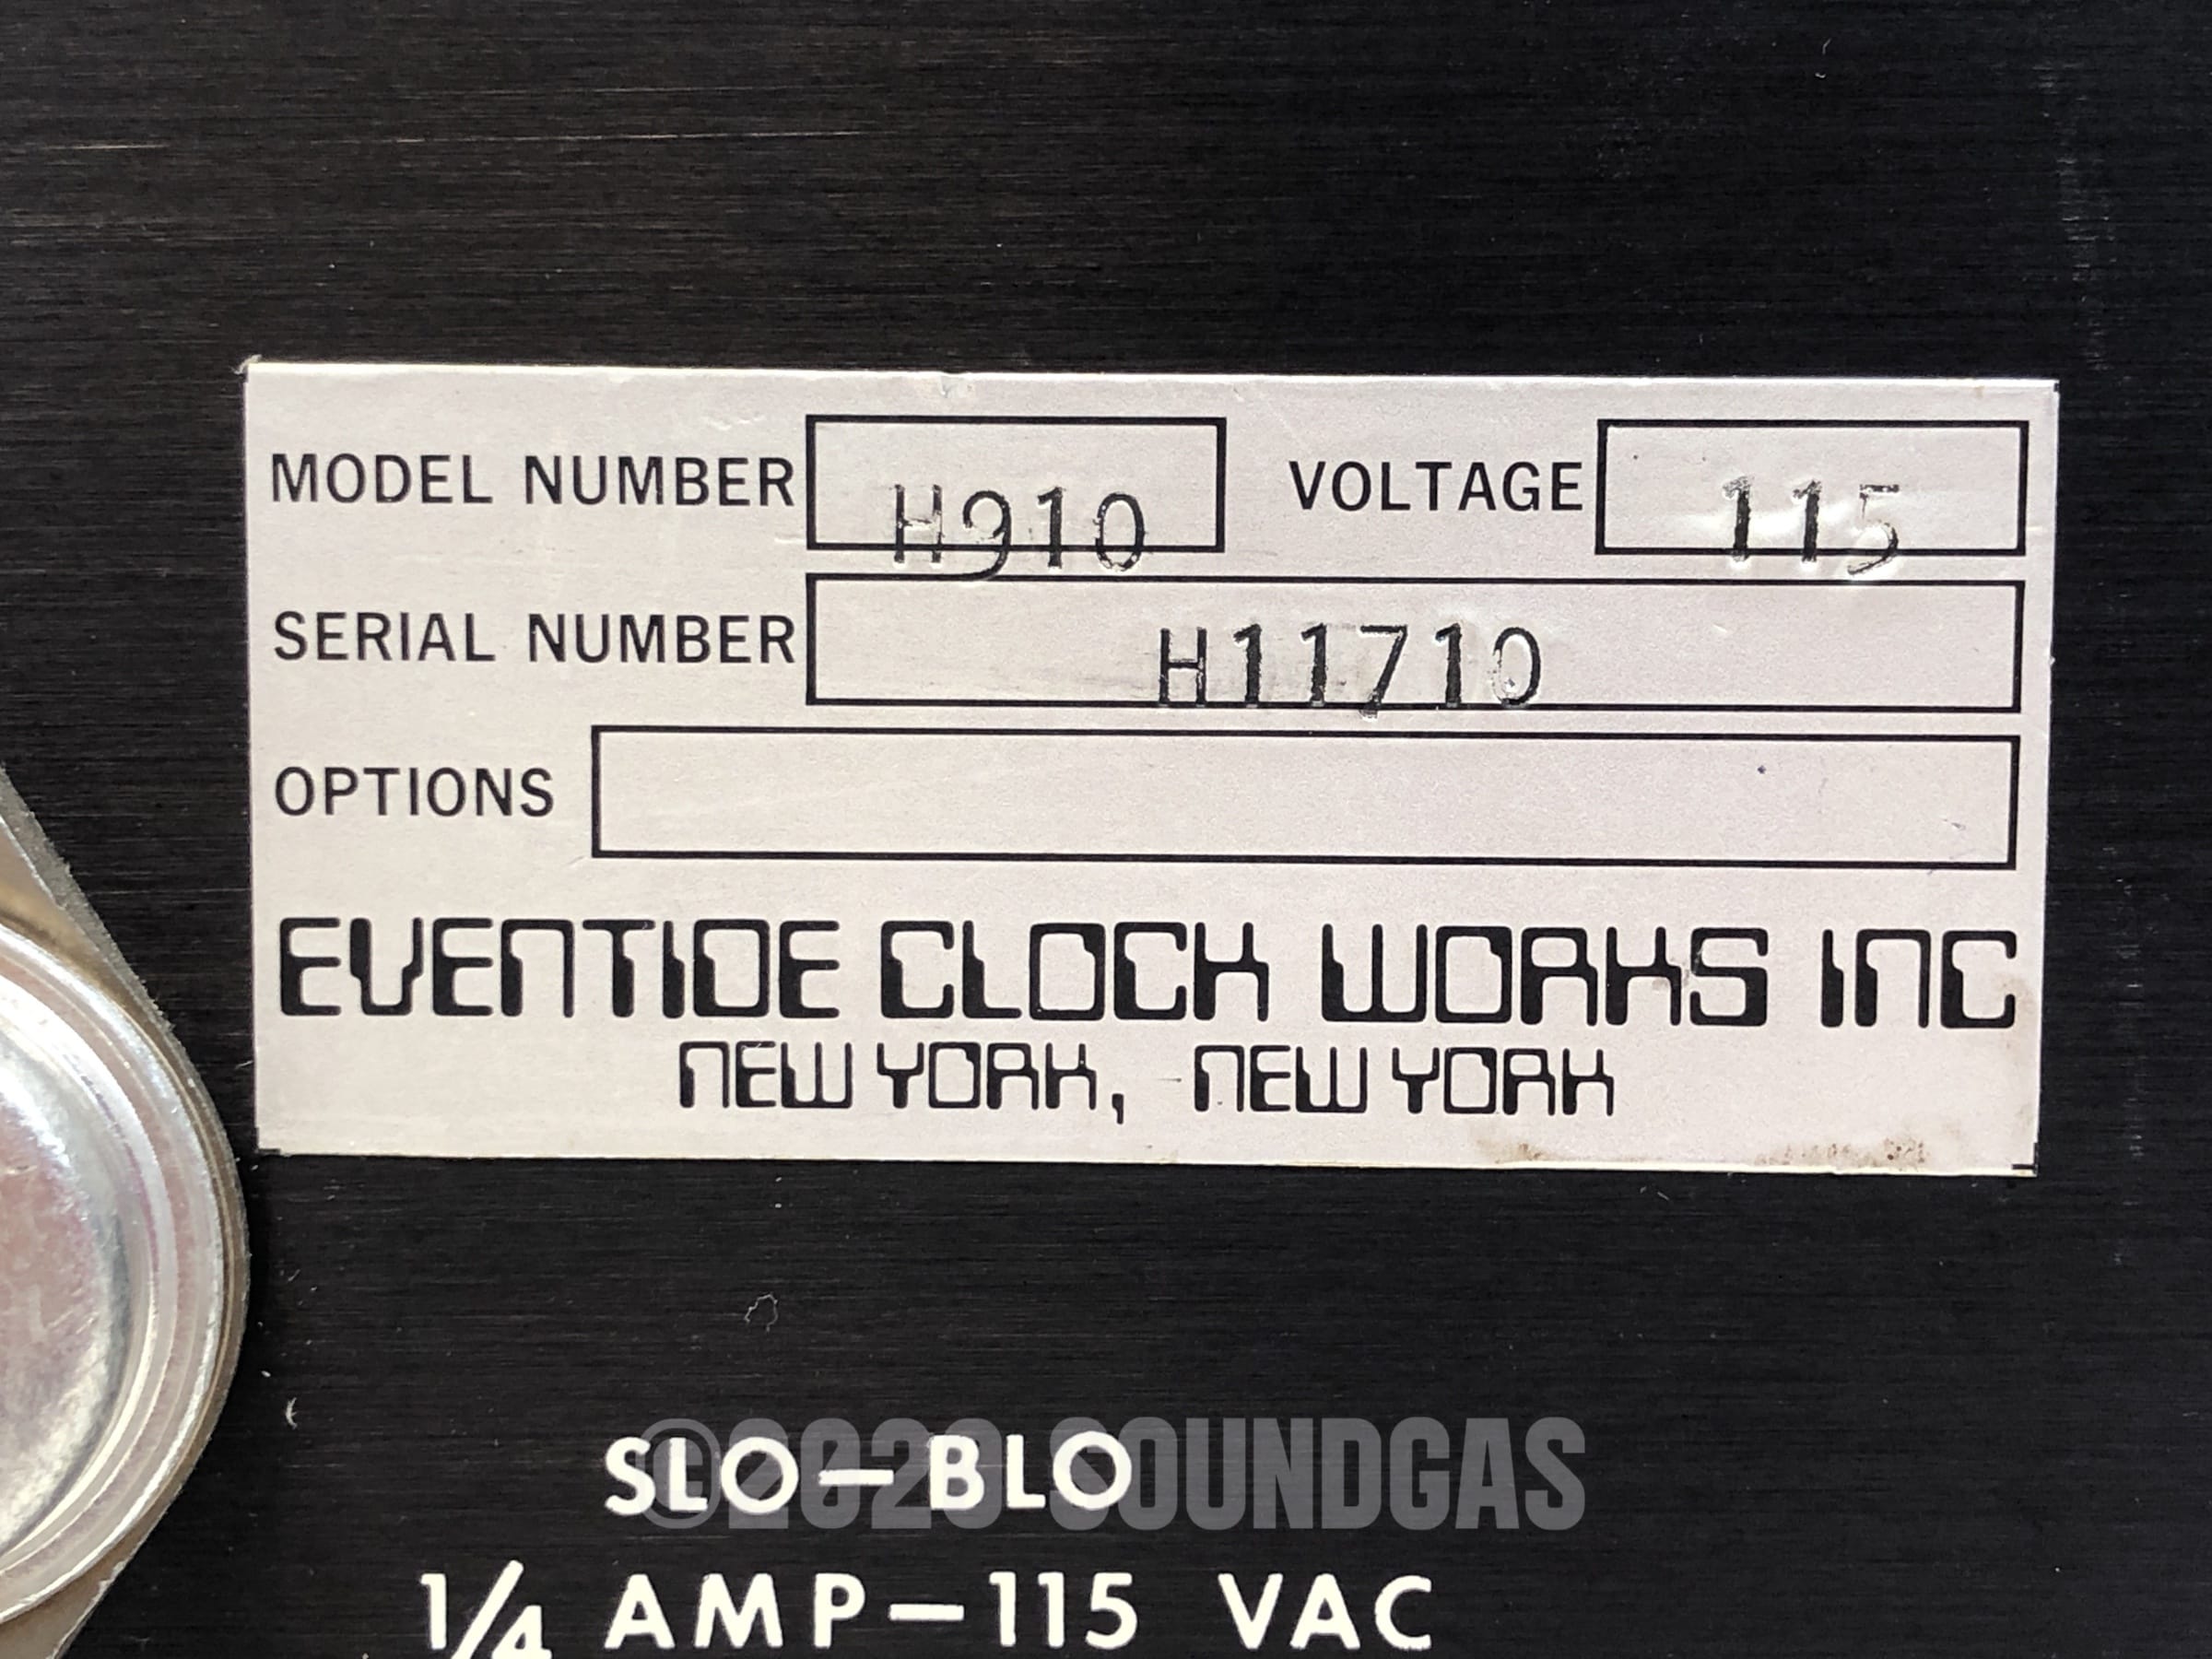 MODEL NUMBER H910 VOLTAGE 115
SERIAL NUMBER H11710
OPTIONS
EVENTIDE CLOCK WORKS INC
NEW YORK, NEW YORK
©2020 SOUNDGAS
SLO-BLO
1/4 AMP-115 VAC